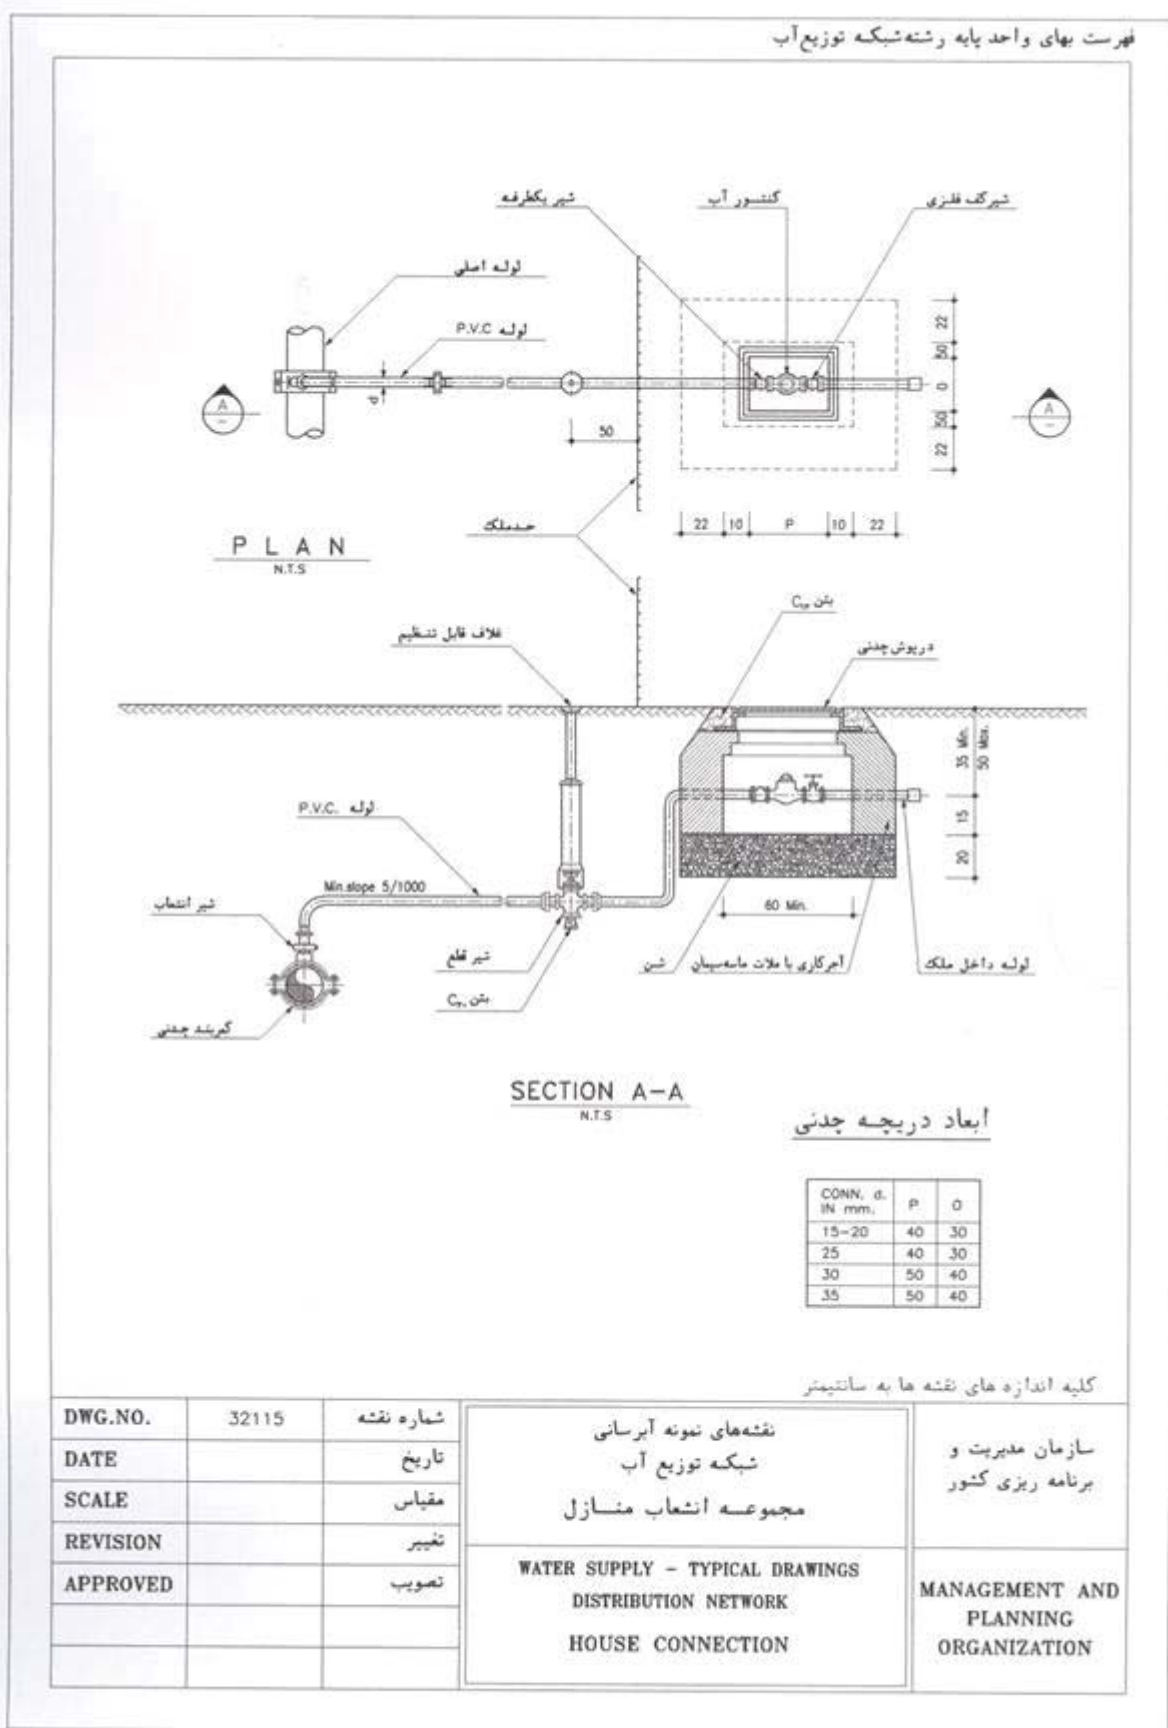 فهرست بهای واحد پایه رشته شبکه توزیع آب
شیر یکطرفه
کنتور آب
شیرکف فلزی
لوله اصلی
لوله P.V.C
d
A
A
50
22
50
O
50
22
22 10 P 10 22
حد ملک
PLAN
N.T.S
بتن
غلاف قابل تنظیم
درپوش چدنی
35 Min.
50 Max.
15
20
لوله P.V.C.
Min.slope 5/1000
60 Min.
شیر انشعاب
شیر قطع
شن
آجرکاری با ملات ماسه سیمان
لوله داخل ملک
بتن
کمربند چدنی
SECTION A-A
N.T.S
ابعاد دریچه چدنی
CONN. d. IN mm. P O
15-20 40 30
25 40 30
30 50 40
35 50 40
کلیه اندازه های نقشه ها به سانتیمتر
DWG.NO. 32115 شماره نقشه
DATE تاریخ
SCALE مقیاس
REVISION تغییر
APPROVED تصویب
نقشه‌های نمونه آبرسانی
شبکه توزیع آب
مجموعه انشعاب منازل
WATER SUPPLY - TYPICAL DRAWINGS
DISTRIBUTION NETWORK
HOUSE CONNECTION
سازمان مدیریت و
برنامه ریزی کشور
MANAGEMENT AND
PLANNING
ORGANIZATION